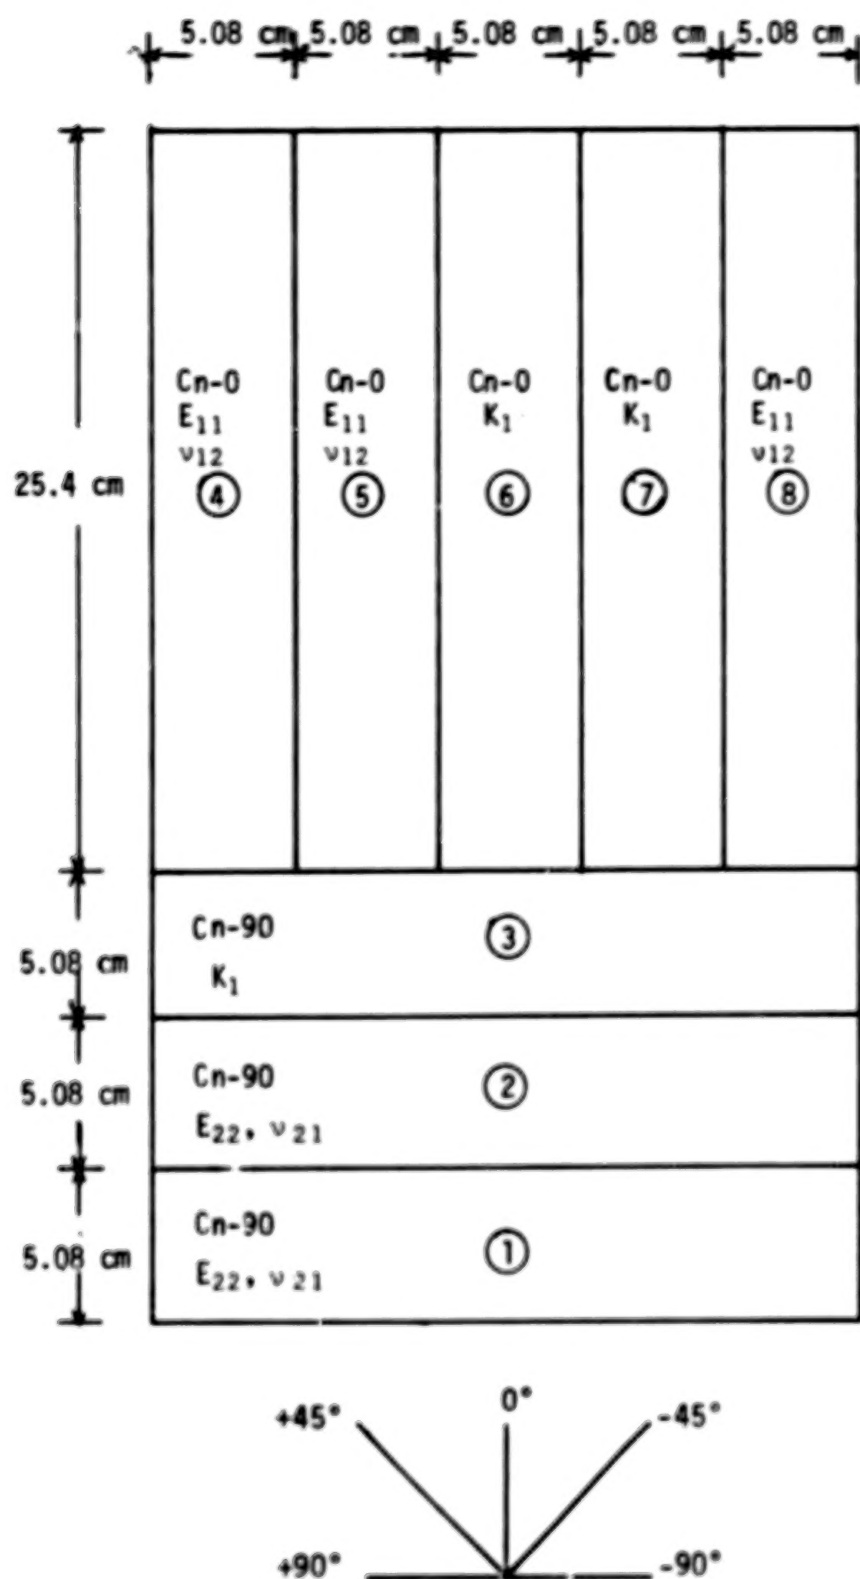 5.08 cm 5.08 cm 5.08 cm 5.08 cm 5.08 cm
Cn-0 Cn-0 Cn-0 Cn-0 Cn-0
E₁₁ E₁₁ K₁ K₁ E₁₁
ν₁₂ ν₁₂ ν₁₂
25.4 cm
④ ⑤ ⑥ ⑦ ⑧
Cn-90
③
5.08 cm
K₁
Cn-90
②
5.08 cm
E₂₂, ν₂₁
Cn-90
①
5.08 cm
E₂₂, ν₂₁
+45° 0° -45°
+90° -90°